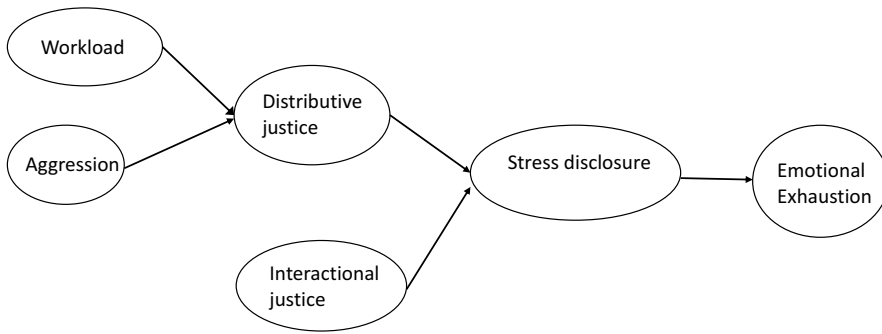 Workload
Aggression
Distributive
justice
Interactional
justice
Stress disclosure
Emotional
Exhaustion